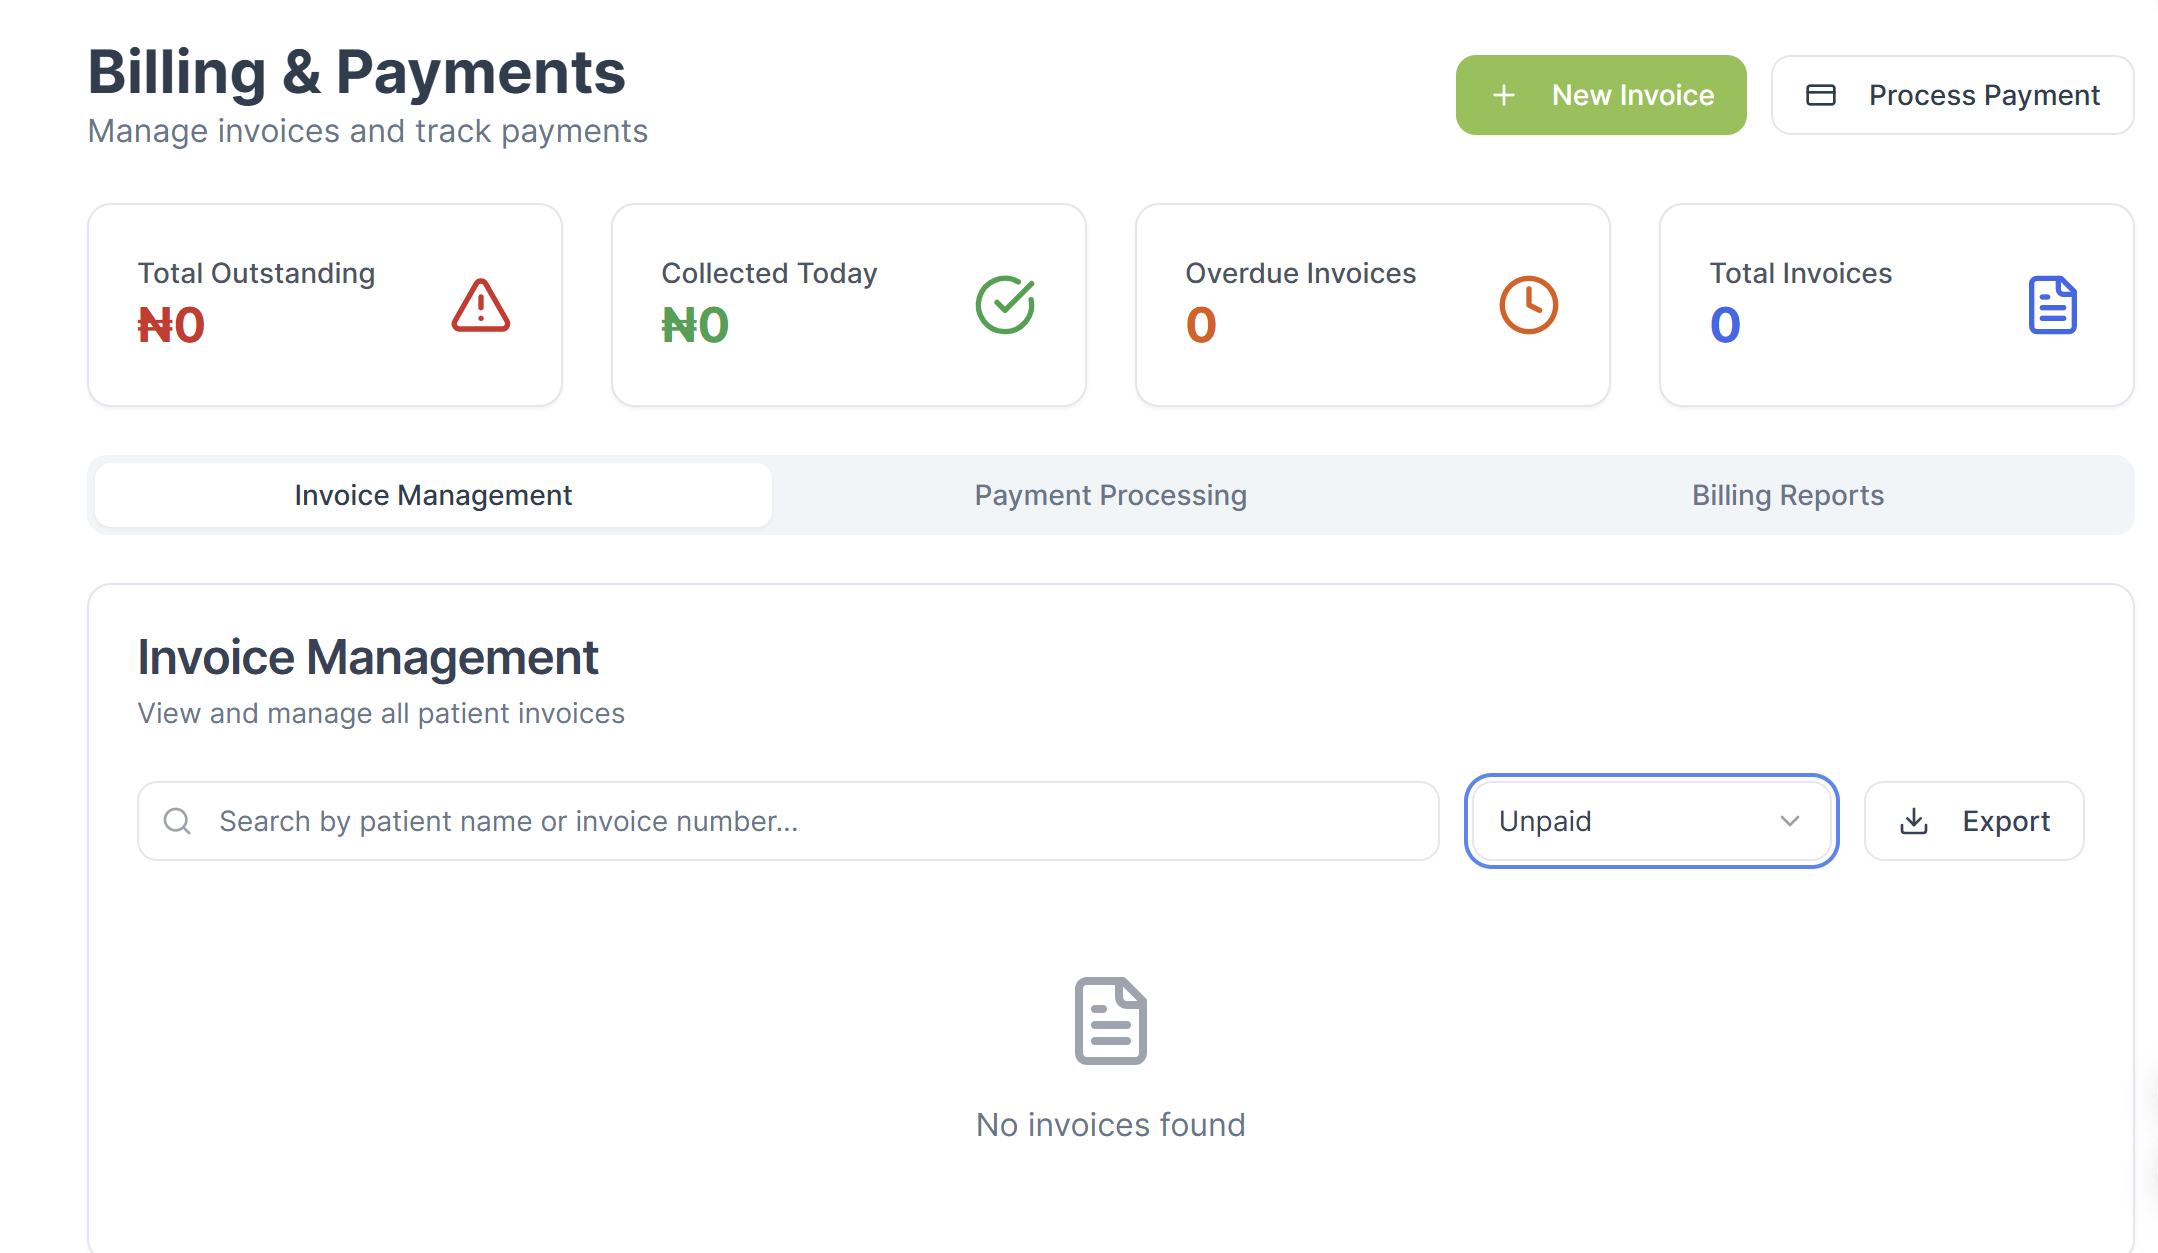 Billing & Payments
Manage invoices and track payments
New Invoice
Process Payment
Total Outstanding
₦0
Collected Today
₦0
Overdue Invoices
0
Total Invoices
0
Invoice Management
Payment Processing
Billing Reports
Invoice Management
View and manage all patient invoices
Search by patient name or invoice number...
Unpaid
Export
No invoices found